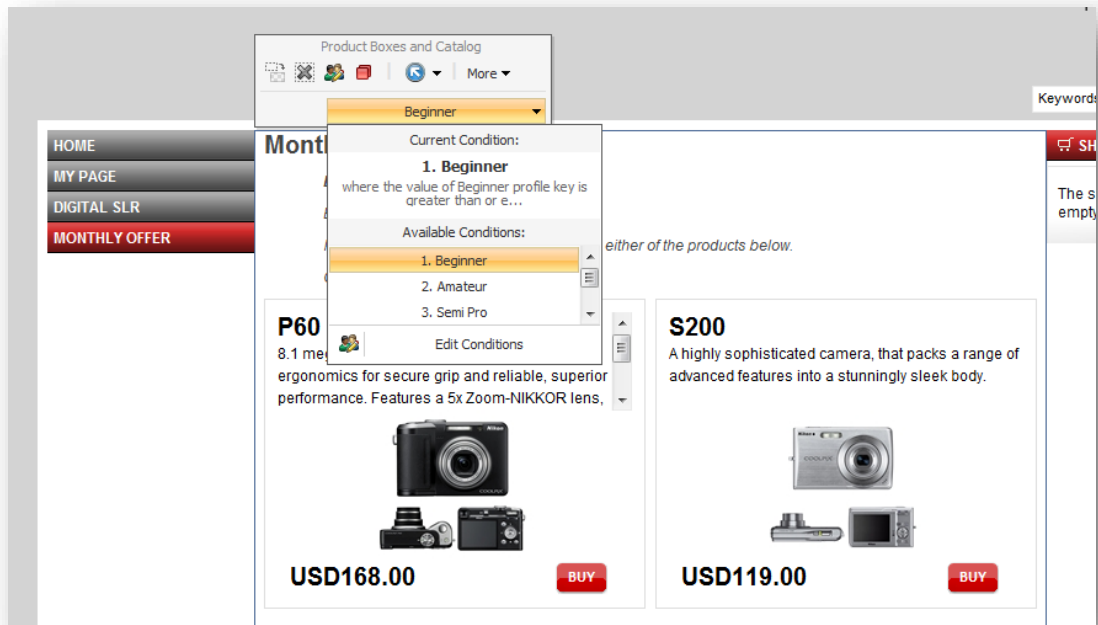 Product Boxes and Catalog
More
Beginner
Keywords
HOME
MY PAGE
DIGITAL SLR
MONTHLY OFFER
Current Condition:
1. Beginner
where the value of Beginner profile key is
greater than or e...
Available Conditions:
1. Beginner
2. Amateur
3. Semi Pro
Edit Conditions
either of the products below.
The s
empty
P60
8.1
ergonomics for secure grip and reliable, superior
performance. Features a 5x Zoom-NIKKOR lens,
Nikon
COOLPIX
USD168.00
BUY
S200
A highly sophisticated camera, that packs a range of
advanced features into a stunningly sleek body.
Nikon
COOLPIX
USD119.00
BUY